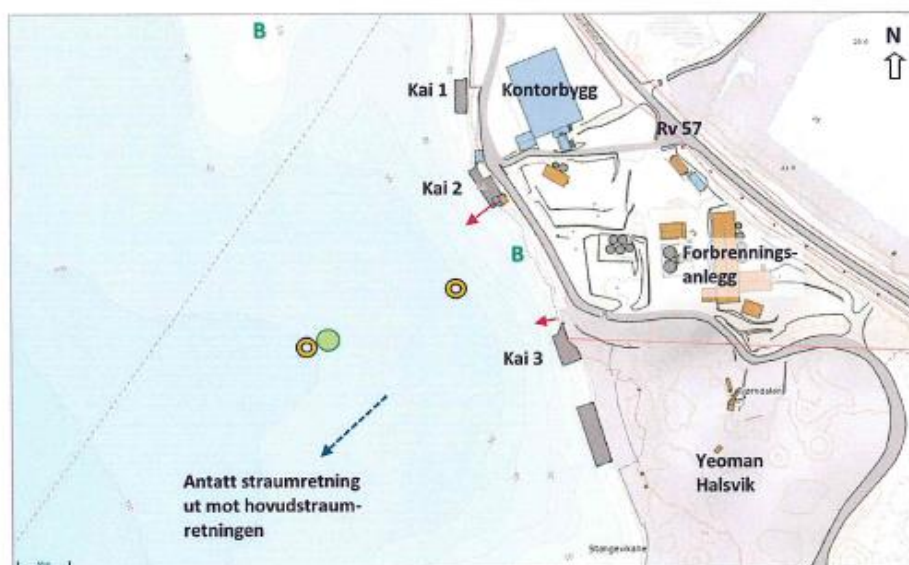 B
N
Kai 1
Kontorbygg
Rv 57
Kai 2
B
Forbrennings-
anlegg
Kai 3
Antatt straumretning
ut mot hovudstraum-
retningen
Yeoman
Halsvik
Stangevikane